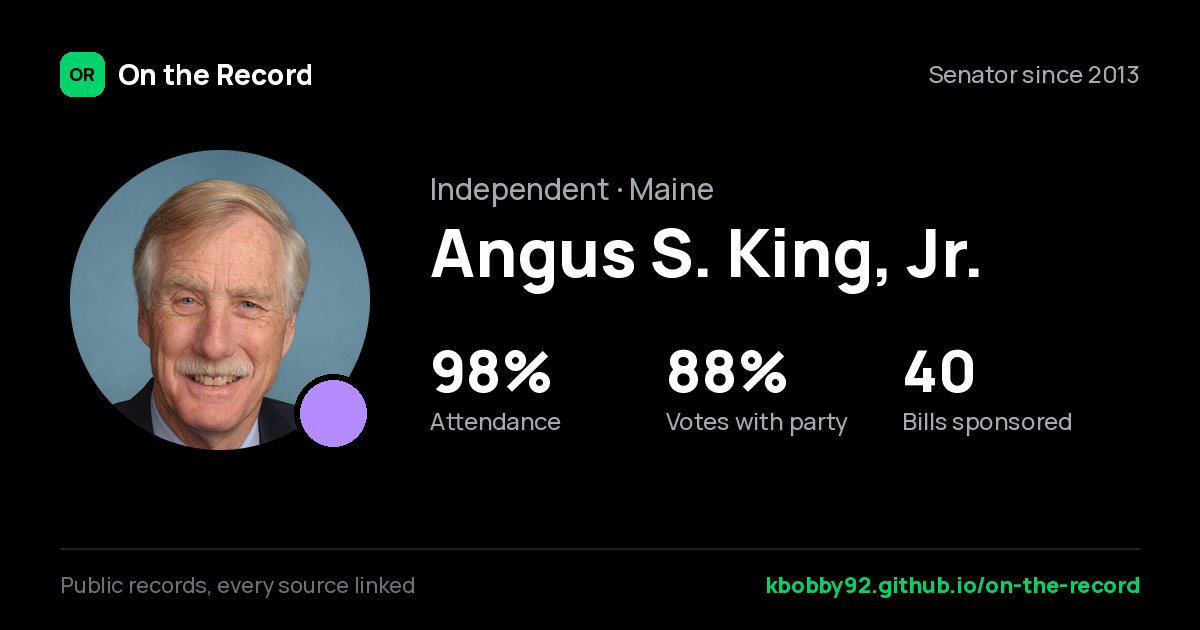 OR On the Record
Senator since 2013
Independent · Maine
Angus S. King, Jr.
98% 88% 40
Attendance Votes with party Bills sponsored
Public records, every source linked
kbobby92.github.io/on-the-record